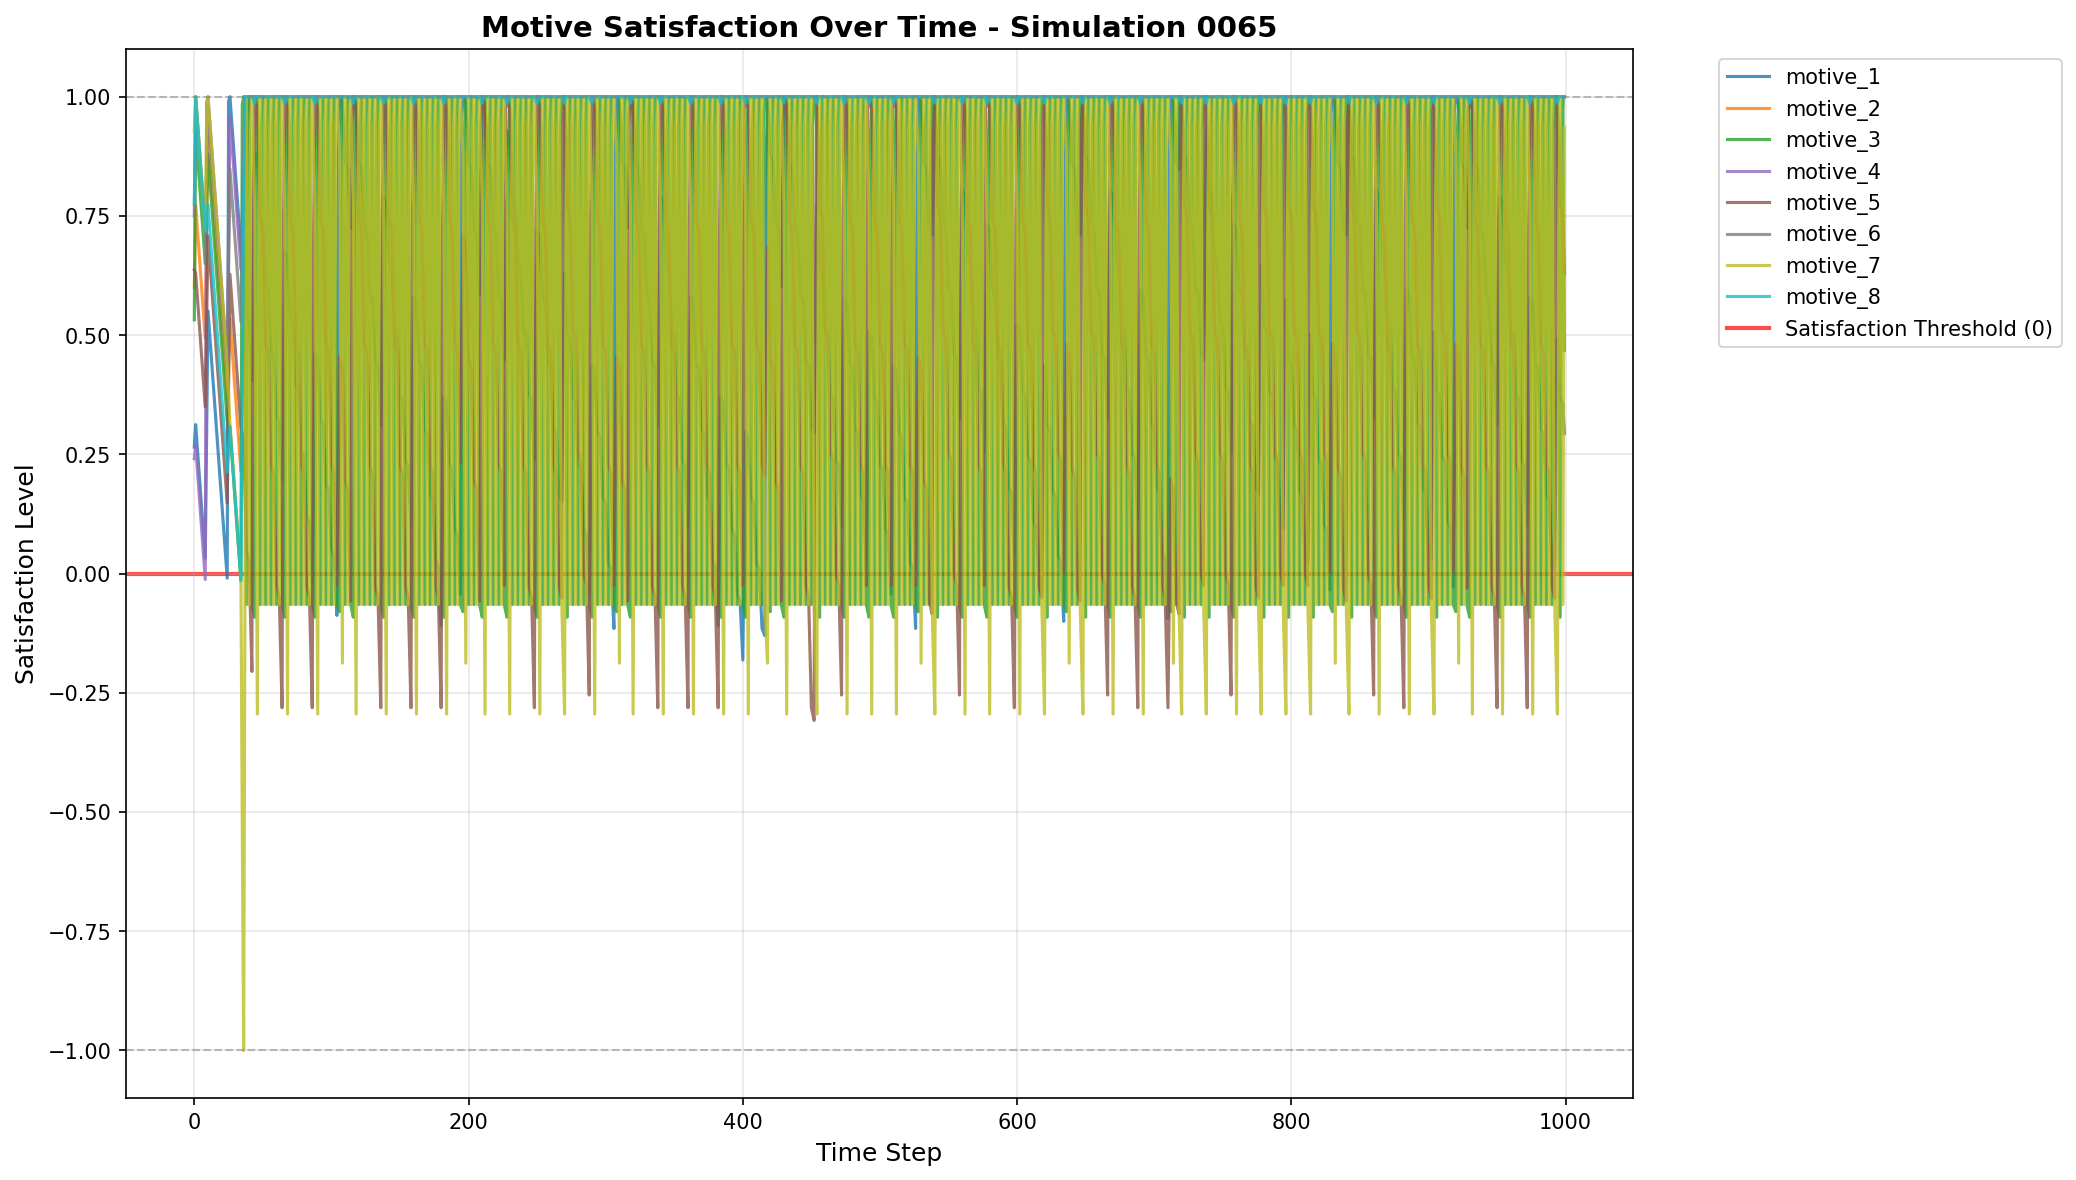 Motive Satisfaction Over Time - Simulation 0065
Satisfaction Level
1.00
0.75
0.50
0.25
0.00
−0.25
−0.50
−0.75
−1.00
0
200
400
600
800
1000
Time Step
motive_1
motive_2
motive_3
motive_4
motive_5
motive_6
motive_7
motive_8
Satisfaction Threshold (0)